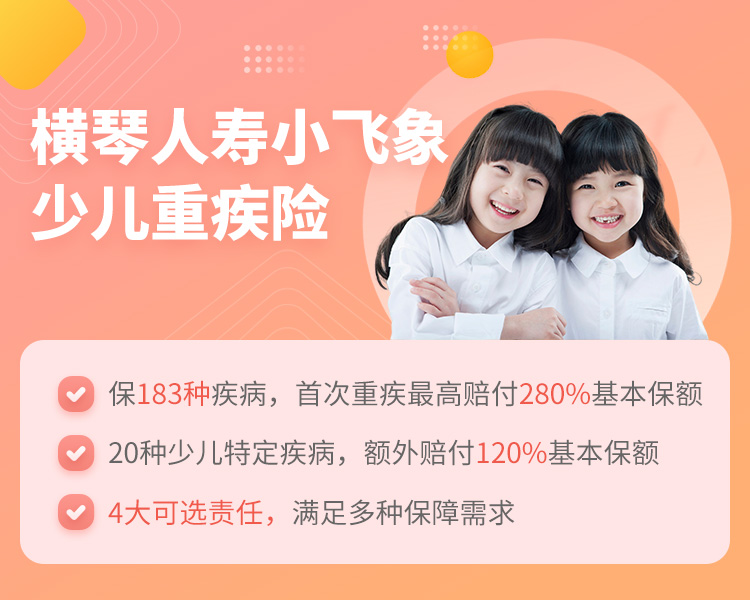 横琴人寿小飞象
少儿重疾险
保183种疾病，首次重疾最高赔付280%基本保额
20种少儿特定疾病，额外赔付120%基本保额
4大可选责任，满足多种保障需求